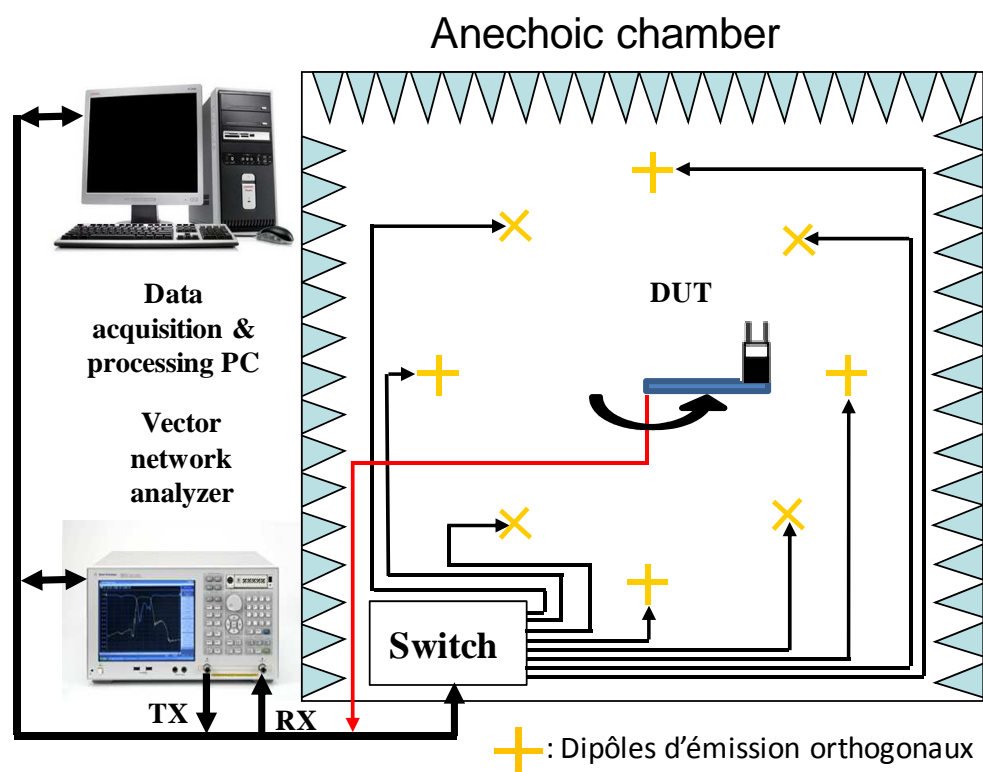 Anechoic chamber
Data
acquisition &
processing PC
Vector
network
analyzer
DUT
Switch
TX
RX
: Dipôles d’émission orthogonaux